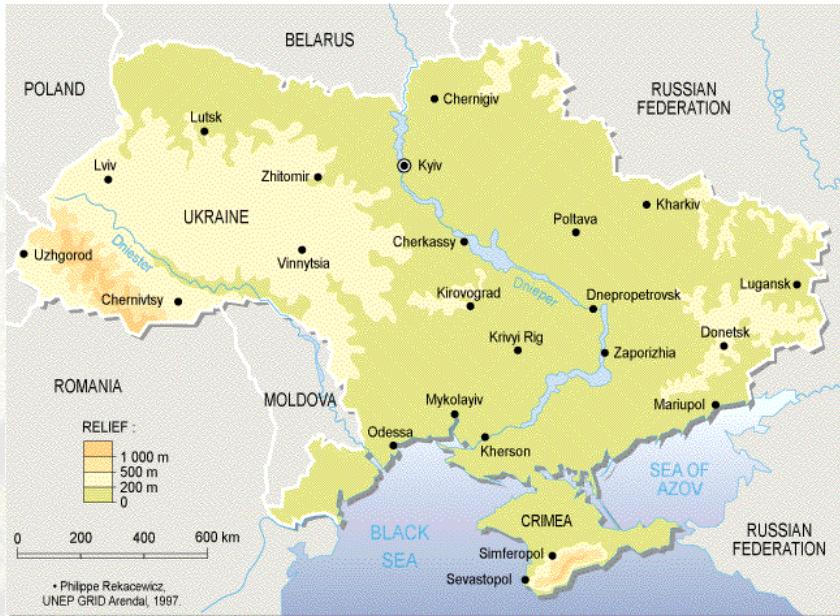 BELARUS
POLAND
RUSSIAN
FEDERATION
Don
Chernigiv
Lutsk
Lviv
Zhitomir
Kyiv
Kharkiv
UKRAINE
Poltava
Cherkassy
Uzhgorod
Dniester
Vinnytsia
Chernivtsy
Kirovograd
Dnieper
Dnepropetrovsk
Lugansk
Krivyi Rig
Donetsk
Zaporizhia
ROMANIA
MOLDOVA
Mykolayiv
Mariupol
RELIEF :
1 000 m
500 m
200 m
0
Odessa
Kherson
SEA OF
AZOV
CRIMEA
BLACK
SEA
Simferopol
Sevastopol
RUSSIAN
FEDERATION
0 200 400 600 km
• Philippe Rekacewicz,
UNEP GRID Arendal, 1997.